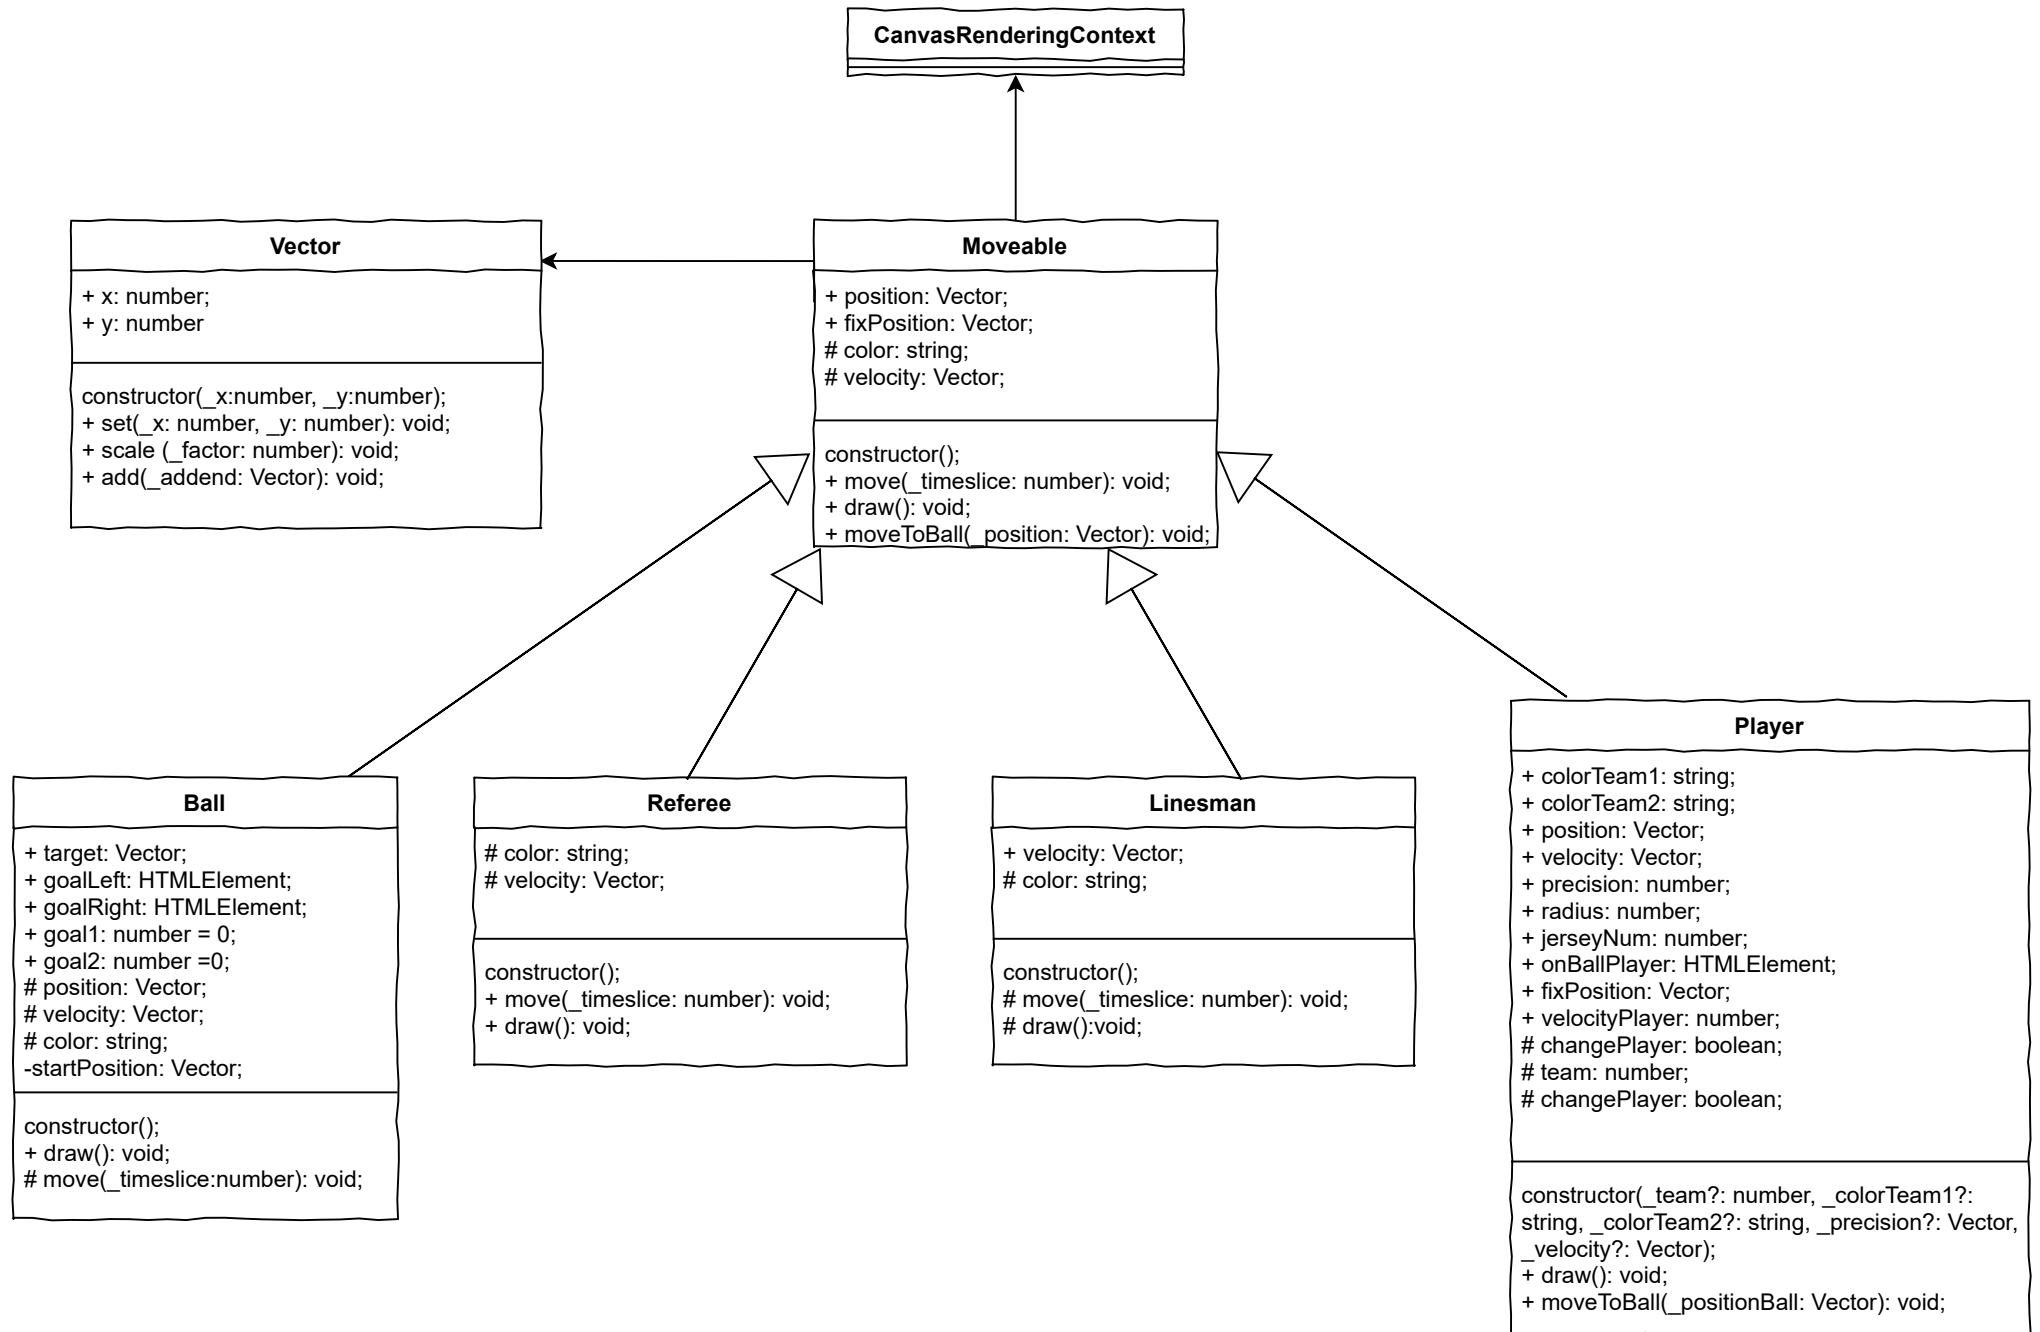 CanvasRenderingContext
Vector
+ x: number;
+ y: number
constructor(_x:number, _y:number);
+ set(_x: number, _y: number): void;
+ scale (_factor: number): void;
+ add(_addend: Vector): void;
Moveable
+ position: Vector;
+ fixPosition: Vector;
# color: string;
# velocity: Vector;
constructor();
+ move(_timeslice: number): void;
+ draw(): void;
+ moveToBall(_position: Vector): void;
Ball
+ target: Vector;
+ goalLeft: HTMLElement;
+ goalRight: HTMLElement;
+ goal1: number = 0;
+ goal2: number =0;
# position: Vector;
# velocity: Vector;
# color: string;
-startPosition: Vector;
constructor();
+ draw(): void;
# move(_timeslice:number): void;
Referee
# color: string;
# velocity: Vector;
constructor();
+ move(_timeslice: number): void;
+ draw(): void;
Linesman
+ velocity: Vector;
# color: string;
constructor();
# move(_timeslice: number): void;
# draw():void;
Player
+ colorTeam1: string;
+ colorTeam2: string;
+ position: Vector;
+ velocity: Vector;
+ precision: number;
+ radius: number;
+ jerseyNum: number;
+ onBallPlayer: HTMLElement;
+ fixPosition: Vector;
+ velocityPlayer: number;
# changePlayer: boolean;
# team: number;
# changePlayer: boolean;
constructor(_team?: number, _colorTeam1?:
string, _colorTeam2?: string, _precision?: Vector,
_velocity?: Vector);
+ draw(): void;
+ moveToBall(_positionBall: Vector): void;